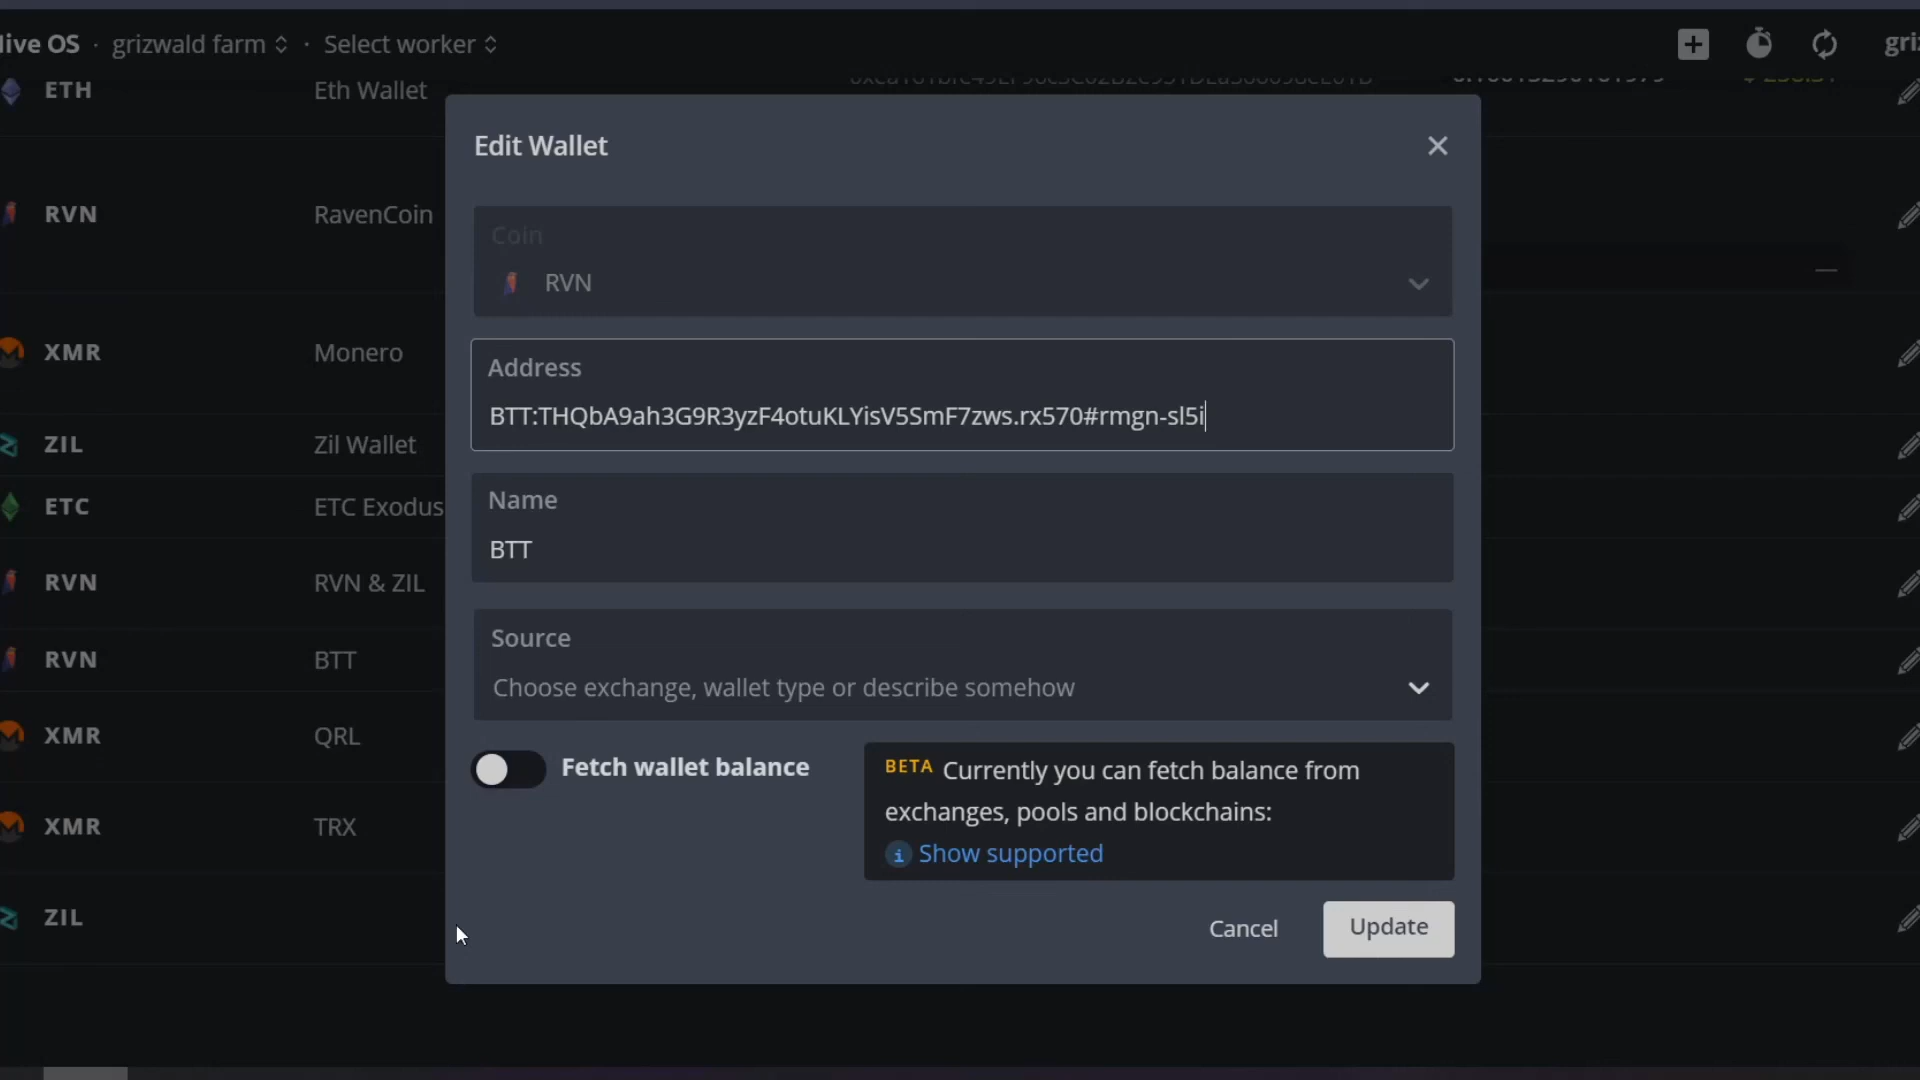 Hive OS · grizwald farm · Select worker
ETH Eth Wallet
Edit Wallet
RVN RavenCoin
Coin
RVN
XMR Monero
Address
BTT:THQbA9ah3G9R3yzF4otuKLYisV5SmF7zws.rx570#rmgn-sl5i
ZIL Zil Wallet
Name
ETC ETC Exodus
BTT
RVN RVN & ZIL
Source
RVN BTT
Choose exchange, wallet type or describe somehow
XMR QRL
Fetch wallet balance
BETA Currently you can fetch balance from
exchanges, pools and blockchains:
Show supported
XMR TRX
ZIL
Cancel Update